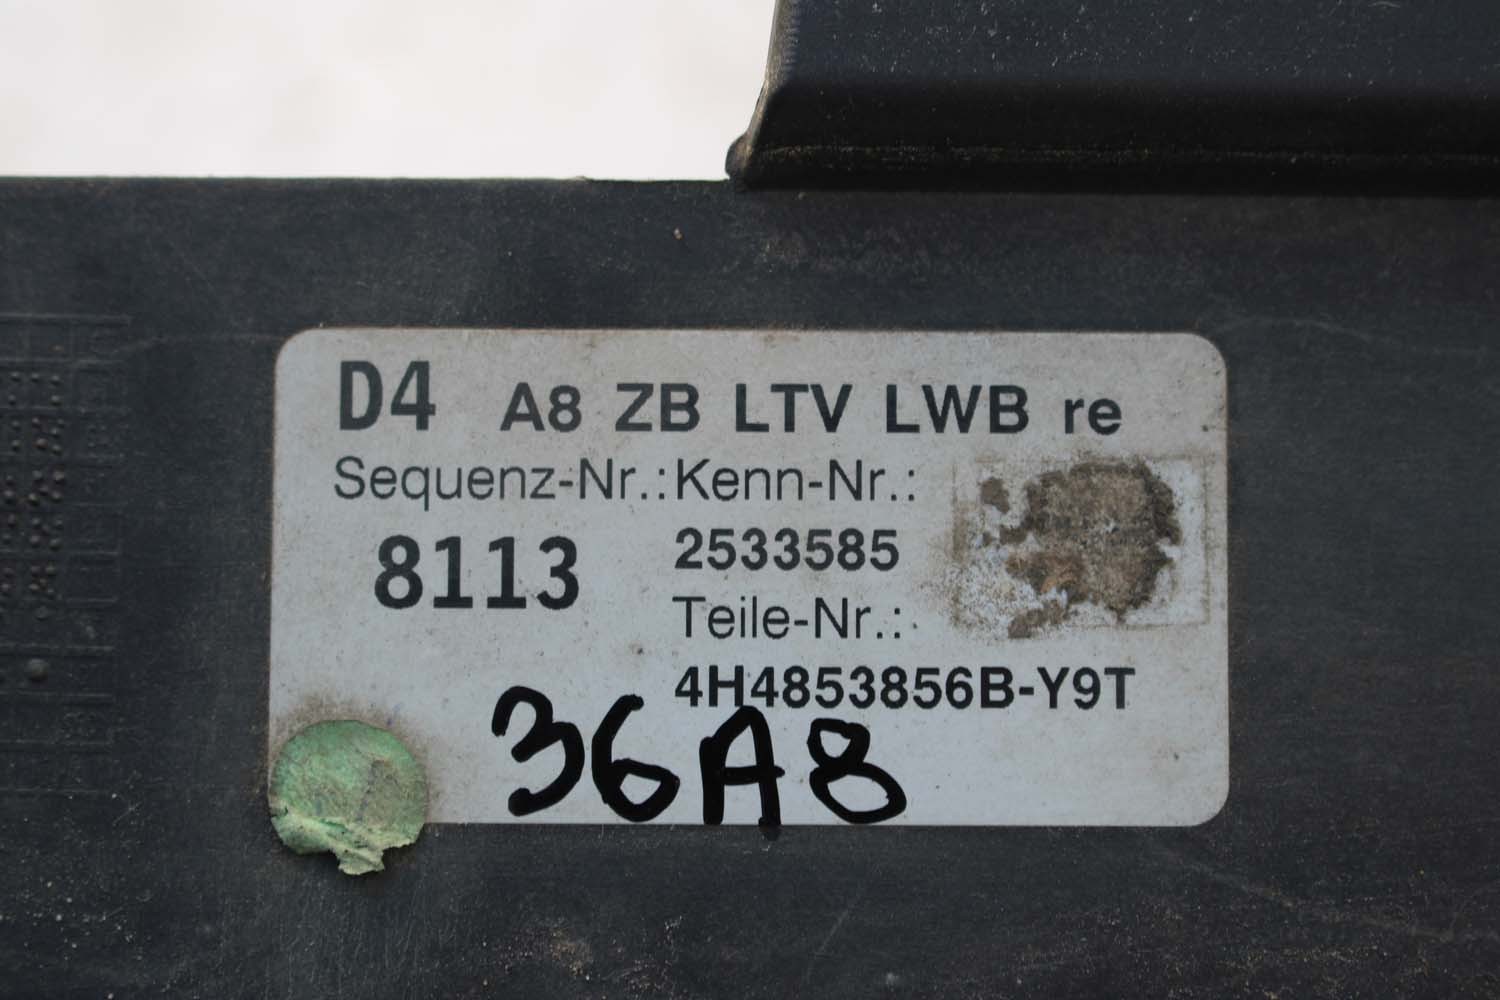 D4 A8 ZB LTV LWB re
Sequenz-Nr.: Kenn-Nr.:
8113 2533585
Teile-Nr.:
4H4853856B-Y9T
36A8